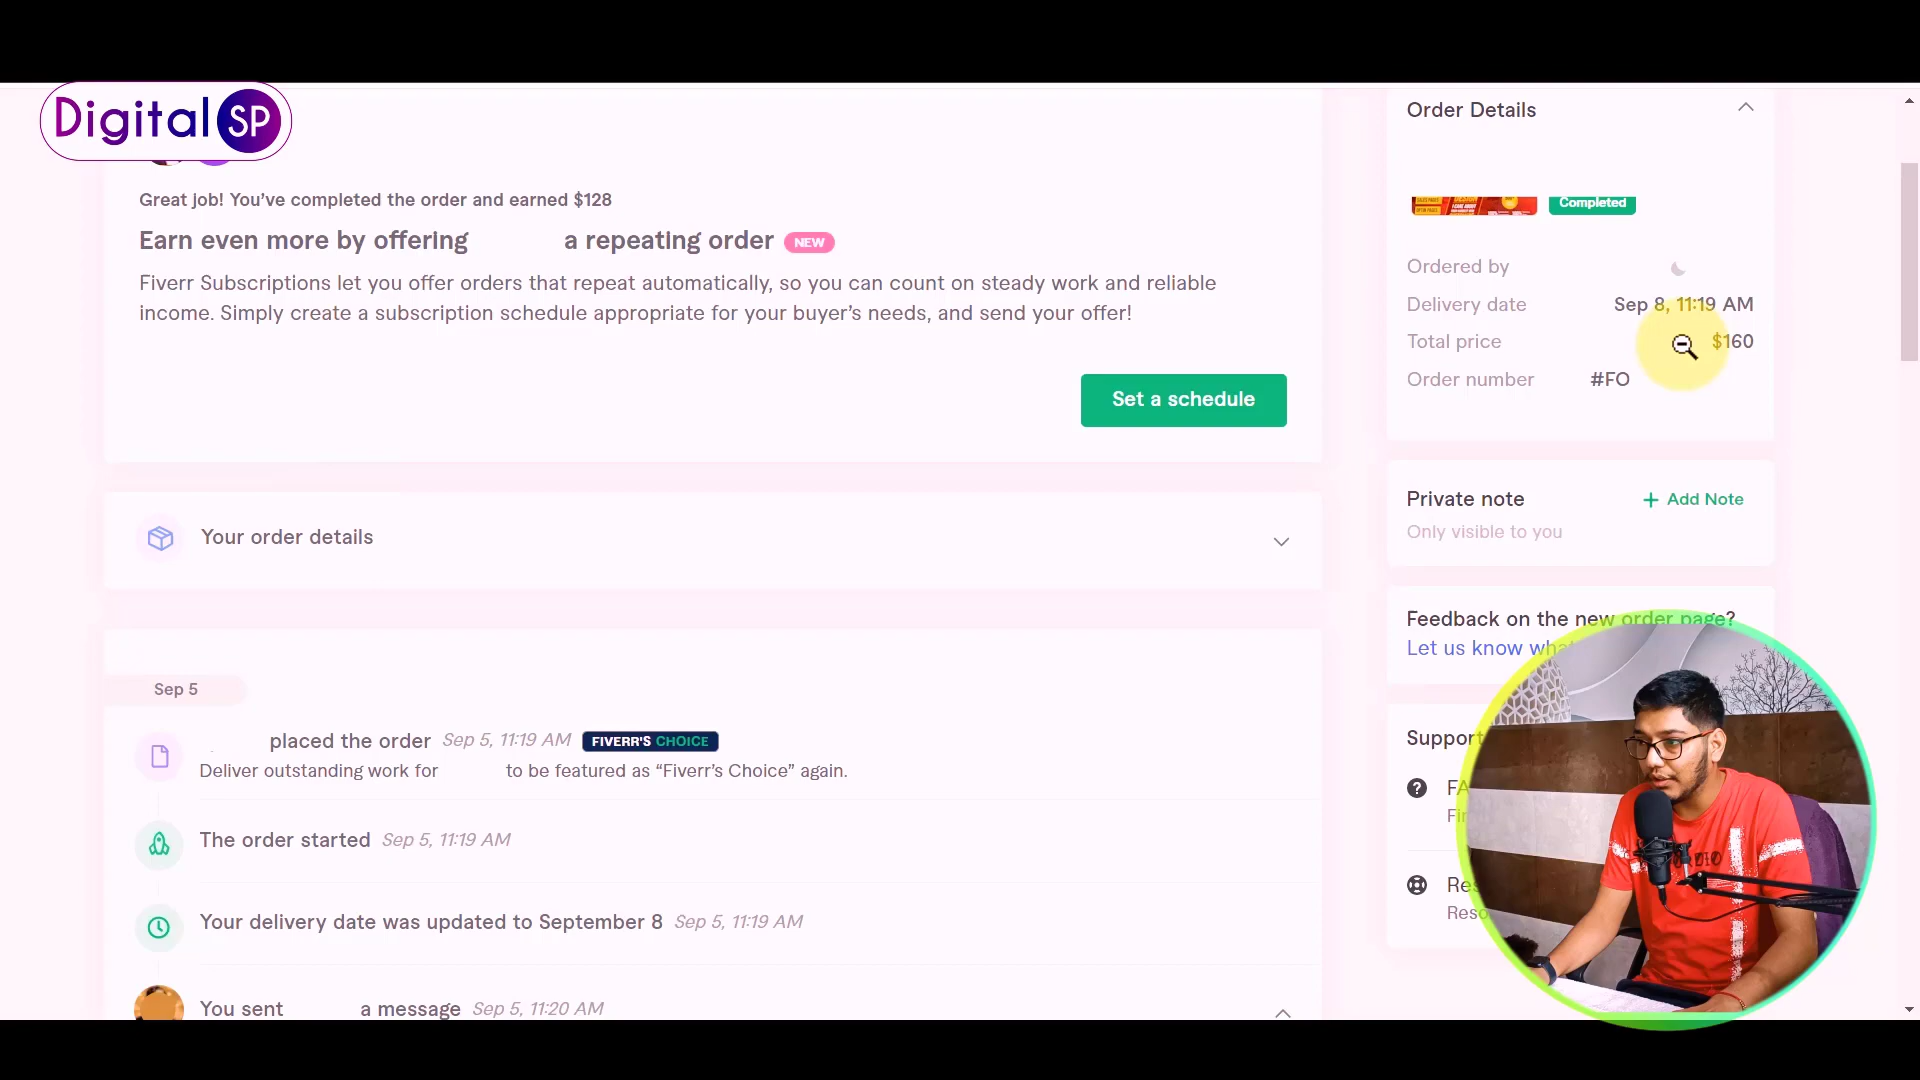 Digital SP
Great job! You've completed the order and earned $128
Earn even more by offering a repeating order NEW
Fiverr Subscriptions let you offer orders that repeat automatically, so you can count on steady work and reliable
income. Simply create a subscription schedule appropriate for your buyer's needs, and send your offer!
Set a schedule
Your order details
Sep 5
placed the order Sep 5, 11:19 AM FIVERR'S CHOICE
Deliver outstanding work for to be featured as “Fiverr's Choice” again.
The order started Sep 5, 11:19 AM
Your delivery date was updated to September 8 Sep 5, 11:19 AM
You sent a message Sep 5, 11:20 AM
Order Details
Completed
Ordered by
Delivery date Sep 8, 11:19 AM
Total price $160
Order number #FO
Private note + Add Note
Only visible to you
Feedback on the new order page?
Let us know what
Support
FA
Fin
Res
Reso